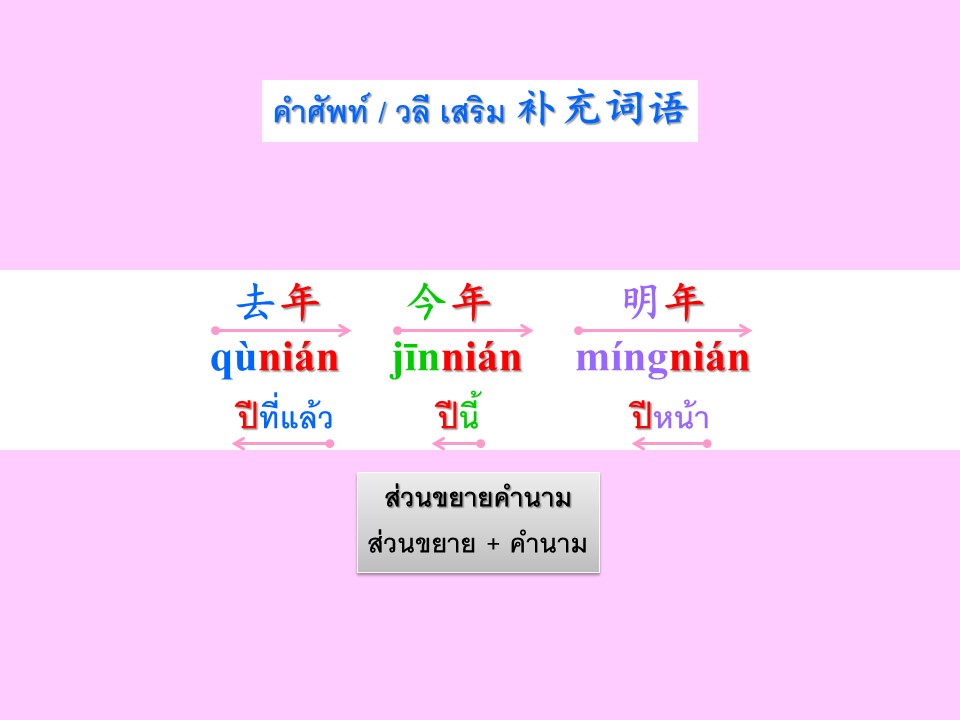 คำศัพท์ / วลี เสริม 补充词语
去年 今年 明年
qùnián jīnnián míngnián
ปีที่แล้ว ปีนี้ ปีหน้า
ส่วนขยายคำนาม
ส่วนขยาย + คำนาม